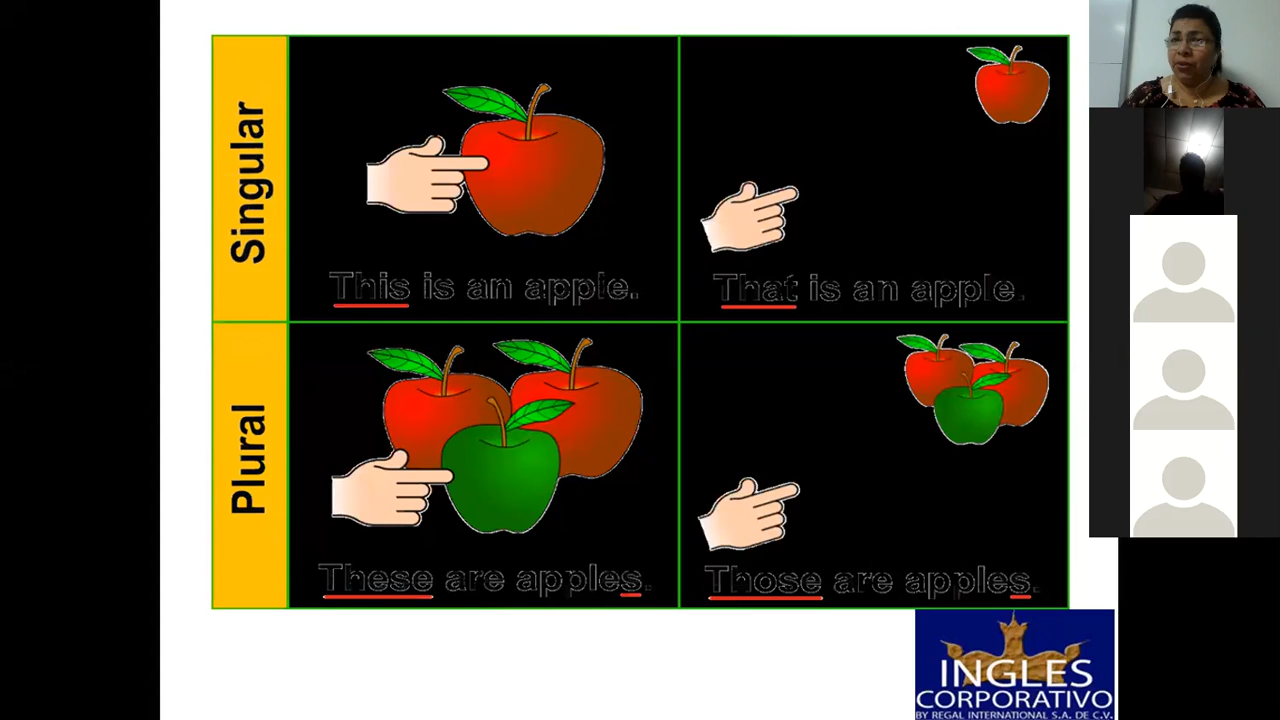 Singular
This is an apple.
That is an apple.
Plural
These are apples.
Those are apples.
INGLES
CORPORATIVO
BY REGAL INTERNATIONAL S.A. DE C.V.